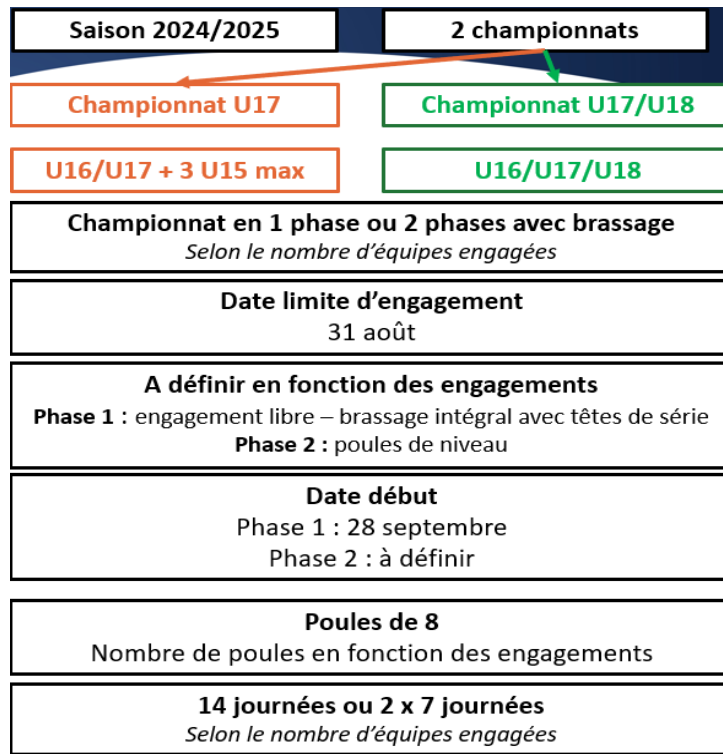 Saison 2024/2025
2 championnats
Championnat U17
Championnat U17/U18
U16/U17 + 3 U15 max
U16/U17/U18
Championnat en 1 phase ou 2 phases avec brassage
Selon le nombre d’équipes engagées
Date limite d’engagement
31 août
A définir en fonction des engagements
Phase 1 : engagement libre – brassage intégral avec têtes de série
Phase 2 : poules de niveau
Date début
Phase 1 : 28 septembre
Phase 2 : à définir
Poules de 8
Nombre de poules en fonction des engagements
14 journées ou 2 x 7 journées
Selon le nombre d’équipes engagées